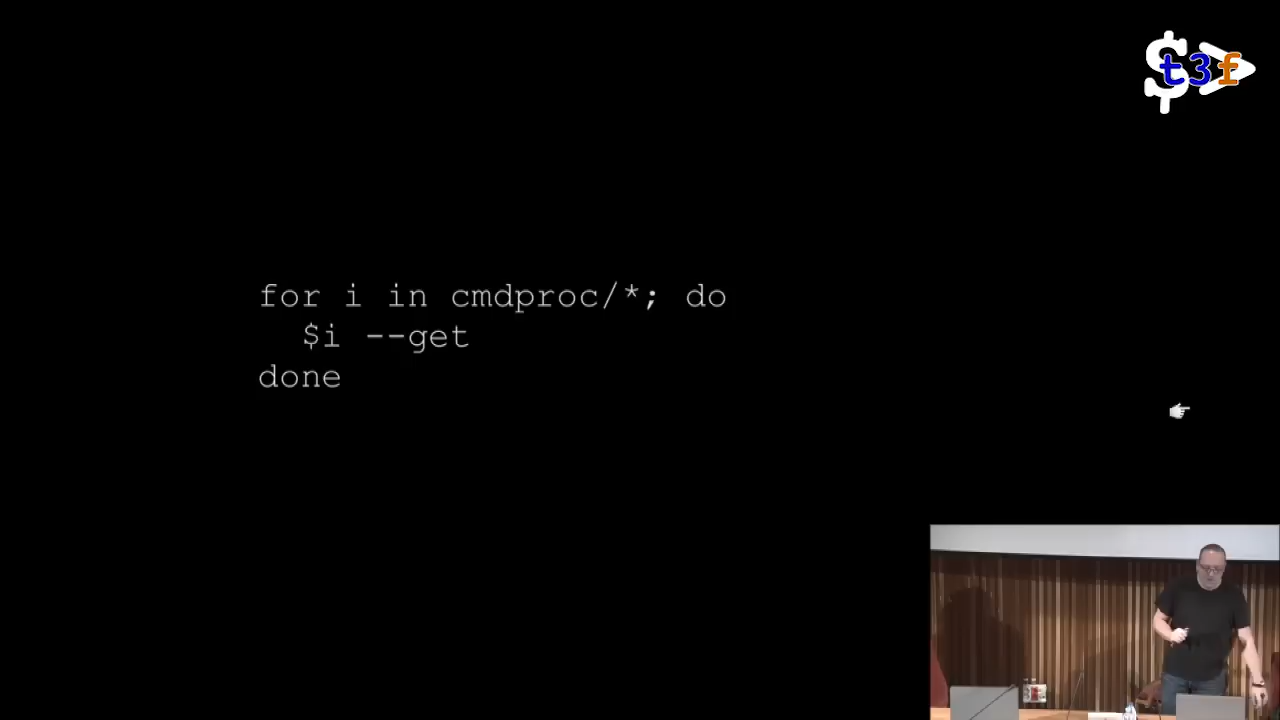 $t3f
for i in cmdproc/*; do
$i --get
done